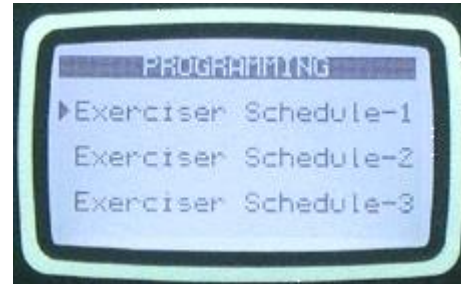 PROGRAMMING
Exerciser Schedule-1
Exerciser Schedule-2
Exerciser Schedule-3